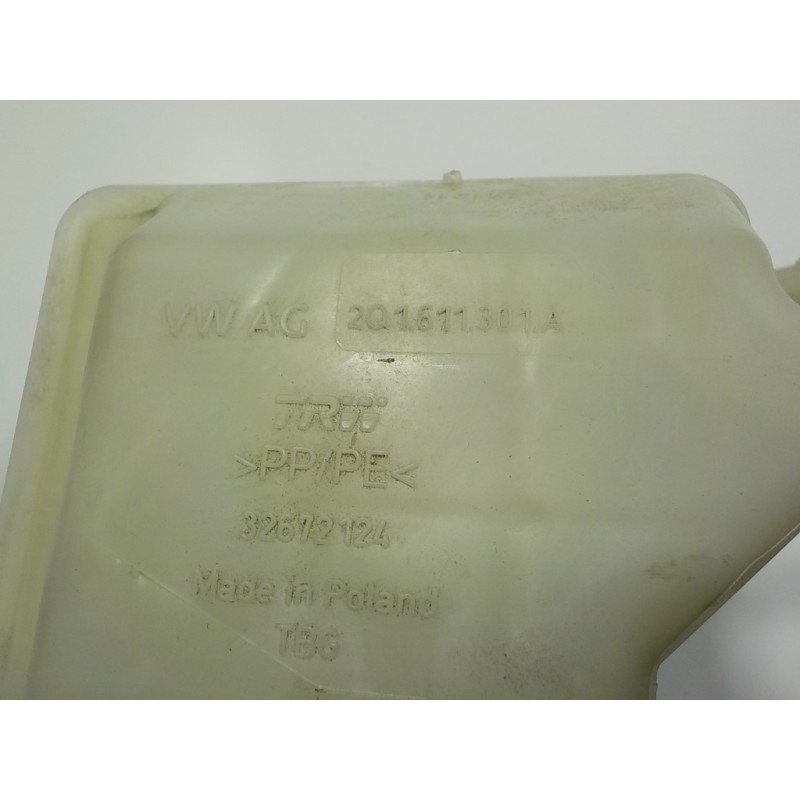 VW AG 2Q1.611.301.A
TRW
>PP/PE<
32672124
Made in Poland
TBG